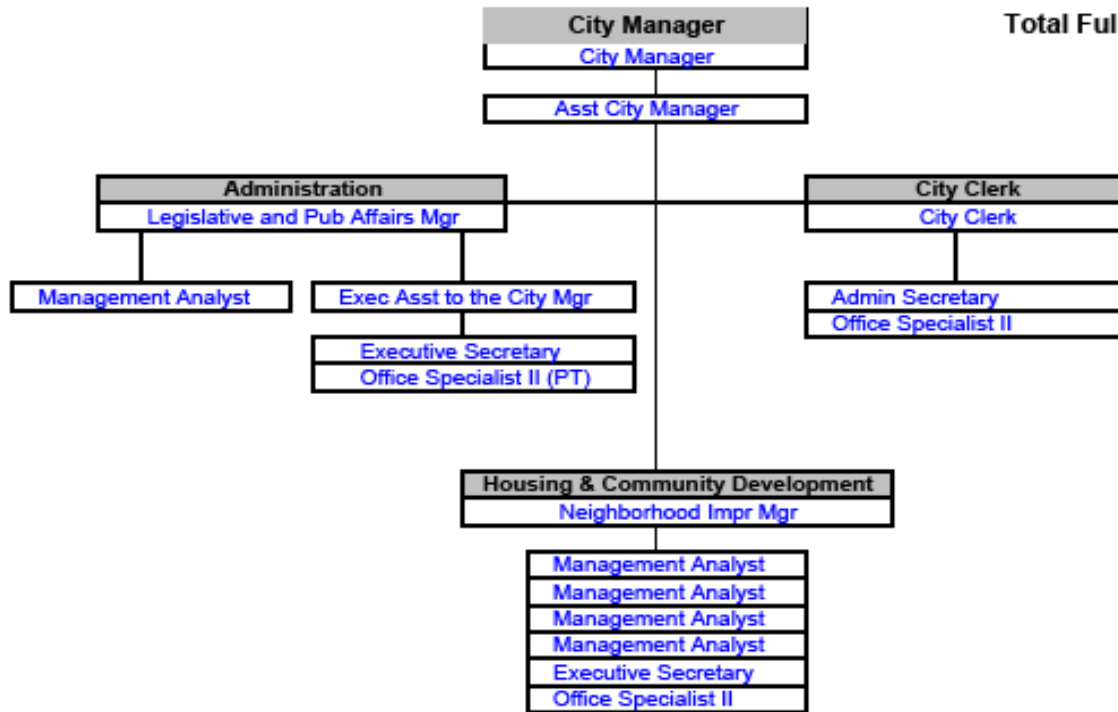 City Manager
Total Ful
City Manager
Asst City Manager
Administration
City Clerk
Legislative and Pub Affairs Mgr
City Clerk
Management Analyst
Exec Asst to the City Mgr
Admin Secretary
Office Specialist II
Executive Secretary
Office Specialist II (PT)
Housing & Community Development
Neighborhood Impr Mgr
Management Analyst
Management Analyst
Management Analyst
Management Analyst
Executive Secretary
Office Specialist II